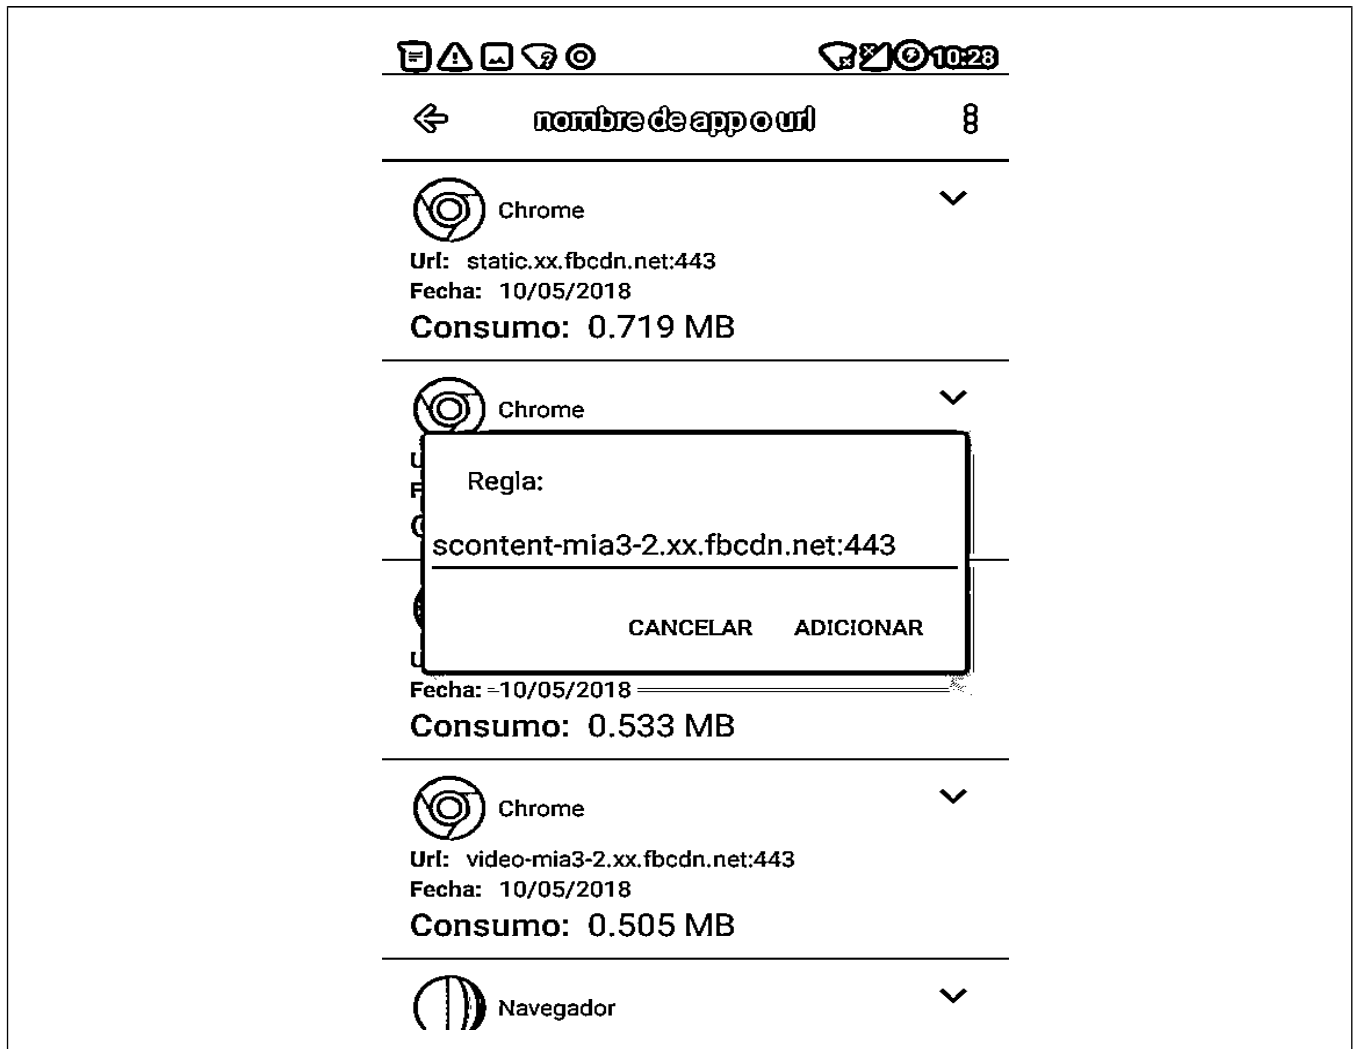 10:28
nombre de app o url
Chrome
Url: static.xx.fbcdn.net:443
Fecha: 10/05/2018
Consumo: 0.719 MB
Chrome
Regla:
scontent-mia3-2.xx.fbcdn.net:443
CANCELAR ADICIONAR
Fecha: 10/05/2018
Consumo: 0.533 MB
Chrome
Url: video-mia3-2.xx.fbcdn.net:443
Fecha: 10/05/2018
Consumo: 0.505 MB
Navegador